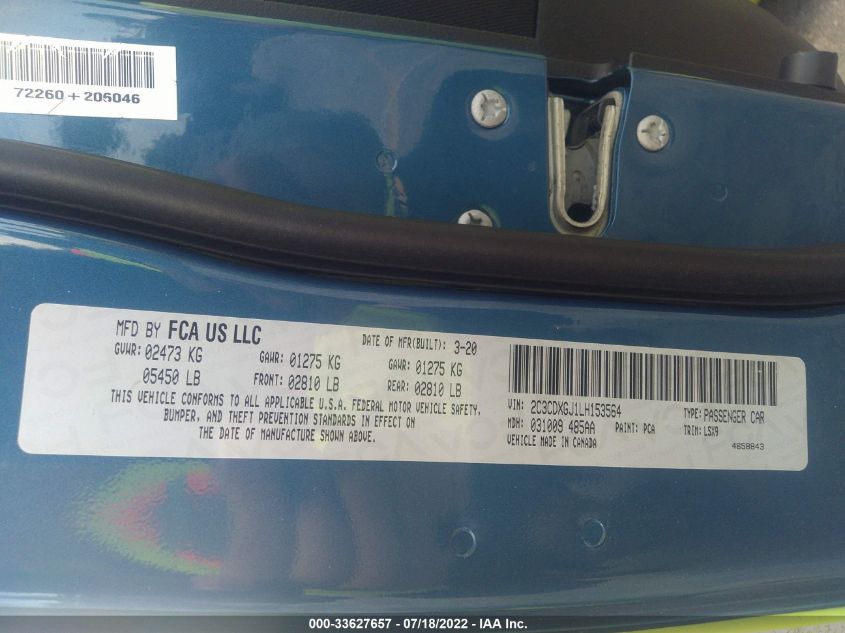 72260+206046
MFD BY FCA US LLC
DATE OF MFR(BUILT): 3-20
GVWR: 02473 KG
GAWR: 01275 KG
GAWR: 01275 KG
05450 LB
FRONT: 02810 LB
REAR: 02810 LB
THIS VEHICLE CONFORMS TO ALL APPLICABLE U.S.A. FEDERAL MOTOR VEHICLE SAFETY,
BUMPER, AND THEFT PREVENTION STANDARDS IN EFFECT ON
THE DATE OF MANUFACTURE SHOWN ABOVE.
VIN: 2C3CDXGJ1LH153564
TYPE: PASSENGER CAR
MDH: 031009 485AA
PAINT: PCA
TRIM: LSX9
VEHICLE MADE IN CANADA
4658843
000-33627657 - 07/18/2022 - IAA Inc.